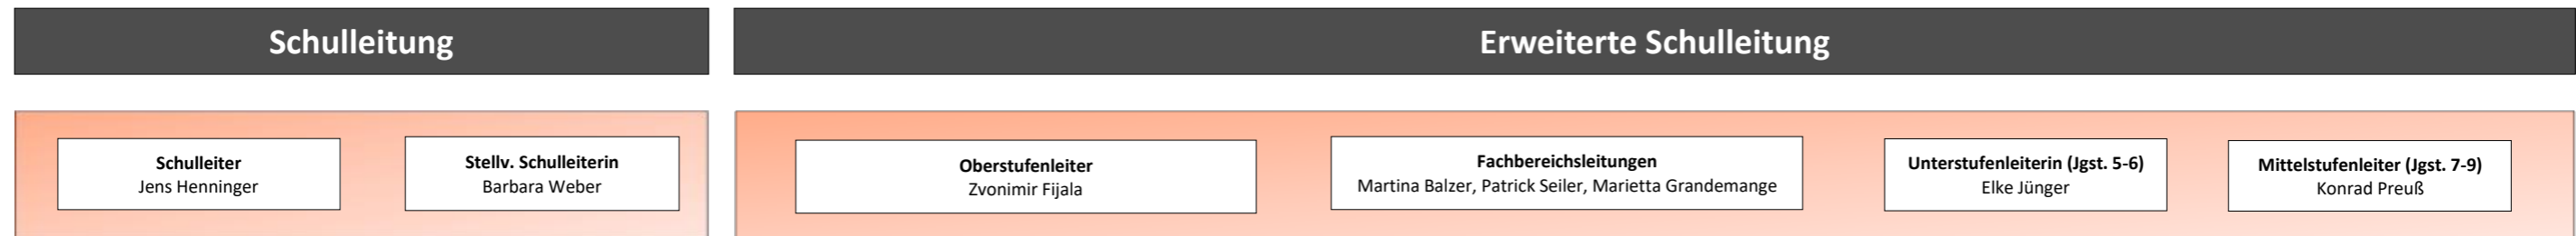 Schulleitung
Erweiterte Schulleitung
Schulleiter
Jens Henninger
Stellv. Schulleiterin
Barbara Weber
Oberstufenleiter
Zvonimir Fijala
Fachbereichsleitungen
Martina Balzer, Patrick Seiler, Marietta Grandemange
Unterstufenleiterin (Jgst. 5-6)
Elke Jünger
Mittelstufenleiter (Jgst. 7-9)
Konrad Preuß